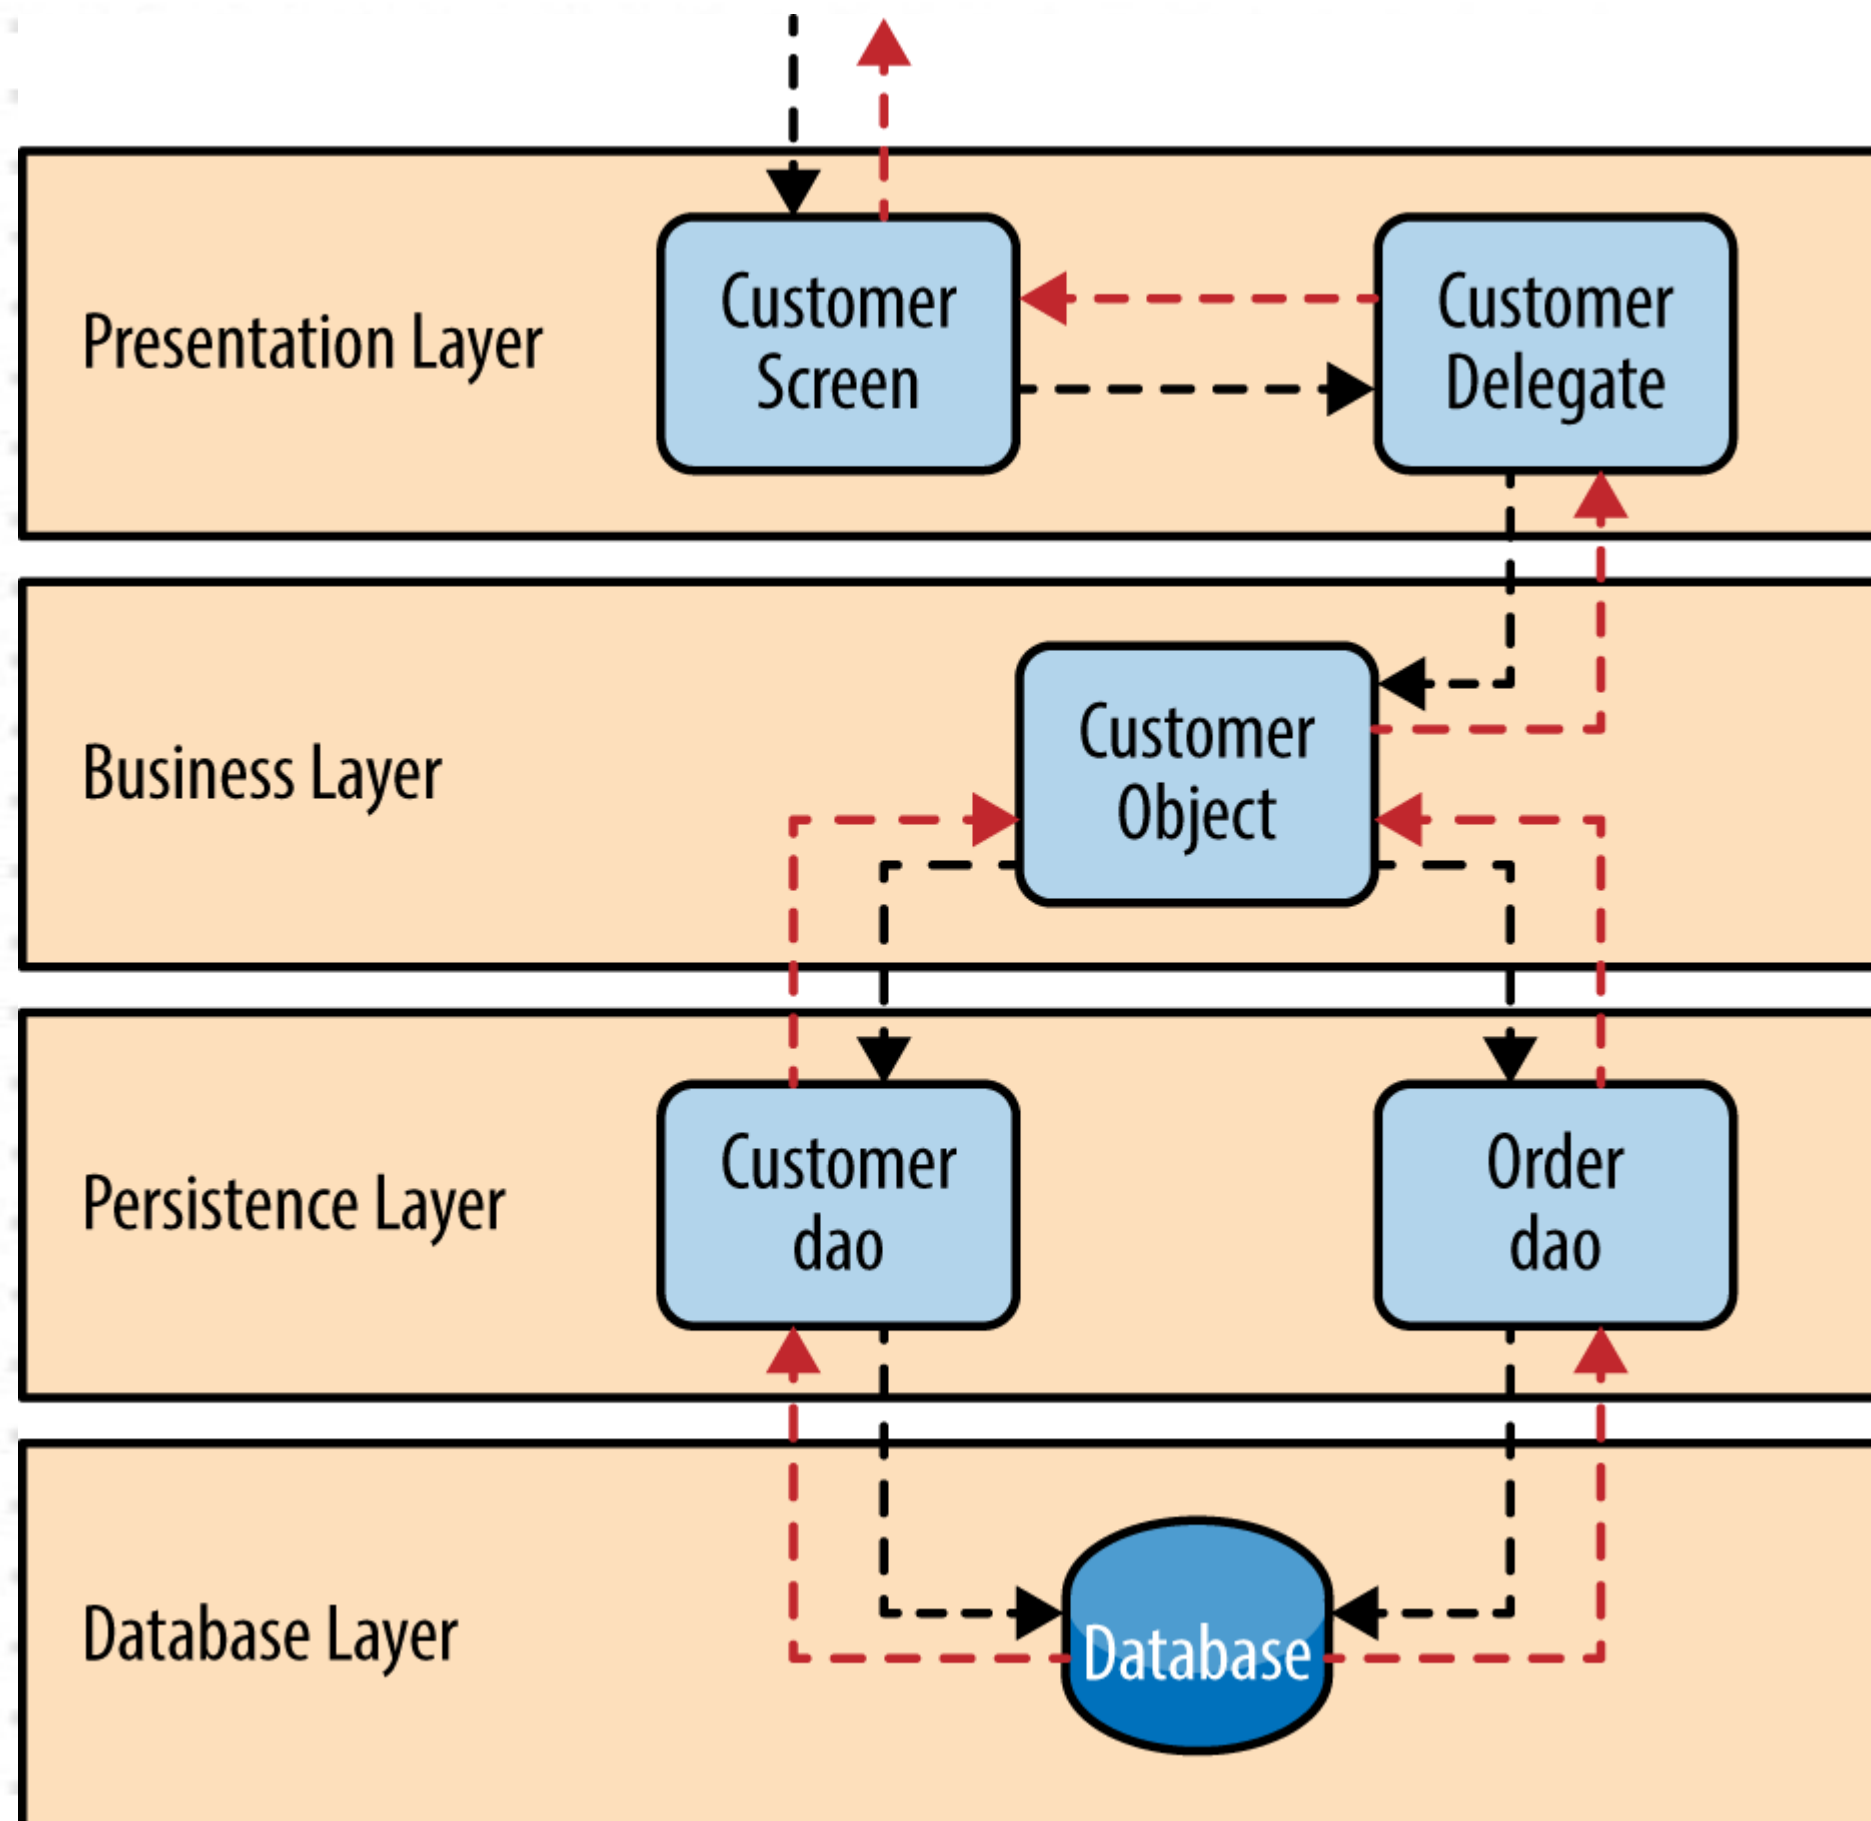 Presentation Layer
Customer
Screen
Customer
Delegate
Business Layer
Customer
Object
Persistence Layer
Customer
dao
Order
dao
Database Layer
Database